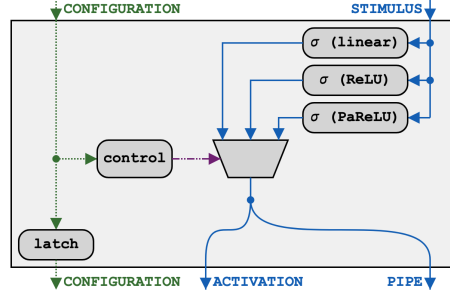 CONFIGURATION
STIMULUS
σ (linear)
σ (ReLU)
σ (PaReLU)
control
latch
CONFIGURATION
ACTIVATION
PIPE